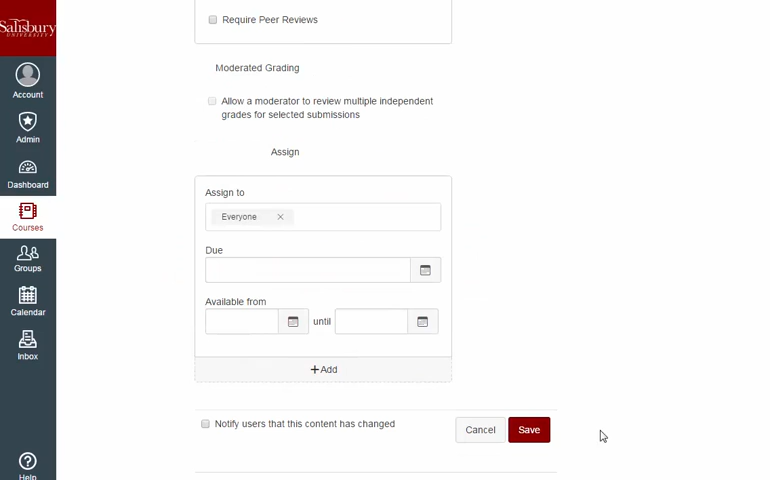 Salisbury
UNIVERSITY
Account
Admin
Dashboard
Courses
Groups
Calendar
Inbox
Help
Require Peer Reviews
Moderated Grading
Allow a moderator to review multiple independent
grades for selected submissions
Assign
Assign to
Everyone ×
Due
Available from
until
+ Add
Notify users that this content has changed
Cancel
Save